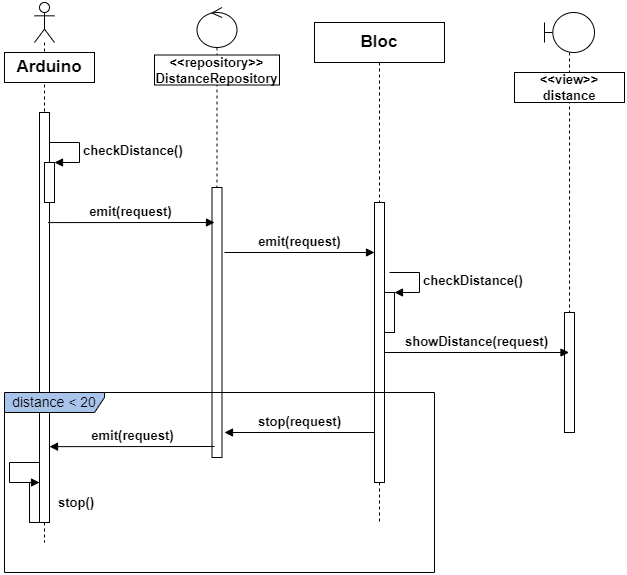 Arduino
<<repository>>
DistanceRepository
Bloc
<<view>>
distance
checkDistance()
emit(request)
emit(request)
checkDistance()
showDistance(request)
distance < 20
stop(request)
emit(request)
stop()